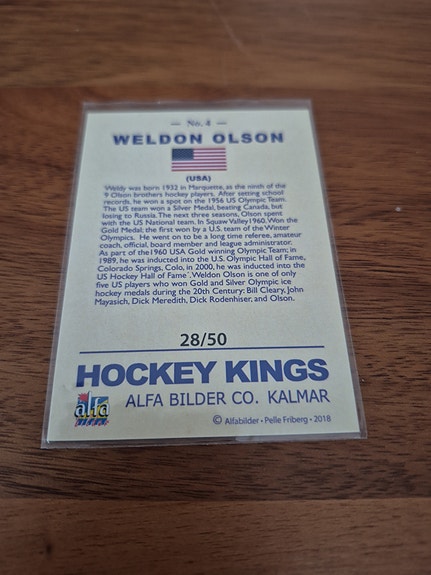 — No. 4 —
WELDON OLSON
(USA)
Weldy was born 1932 in Marquette, as the ninth of the
9 Olson brothers hockey players. After setting school
records, he won a spot on the 1956 US Olympic Team.
The US team won a Silver Medal, beating Canada, but
losing to Russia. The next three seasons, Olson spent
with the US National team. In Squaw Valley 1960, Won the
Gold Medal; the first won by a U.S. team of the Winter
Olympics. He went on to be a long time referee, amateur
coach, official, board member and league administrator.
As part of the 1960 USA Gold winning Olympic Team; in
1989, he was inducted into the U.S. Olympic Hall of Fame,
Colorado Springs, Colo, in 2000, he was inducted into the
US Hockey Hall of Fame". Weldon Olson is one of only
five US players who won Gold and Silver Olympic ice
hockey medals during the 20th Century: Bill Cleary, John
Mayasich, Dick Meredith, Dick Rodenhiser, and Olson.
28/50
HOCKEY KINGS
alfa
ALFA BILDER CO. KALMAR
© Alfabilder • Pelle Friberg • 2018